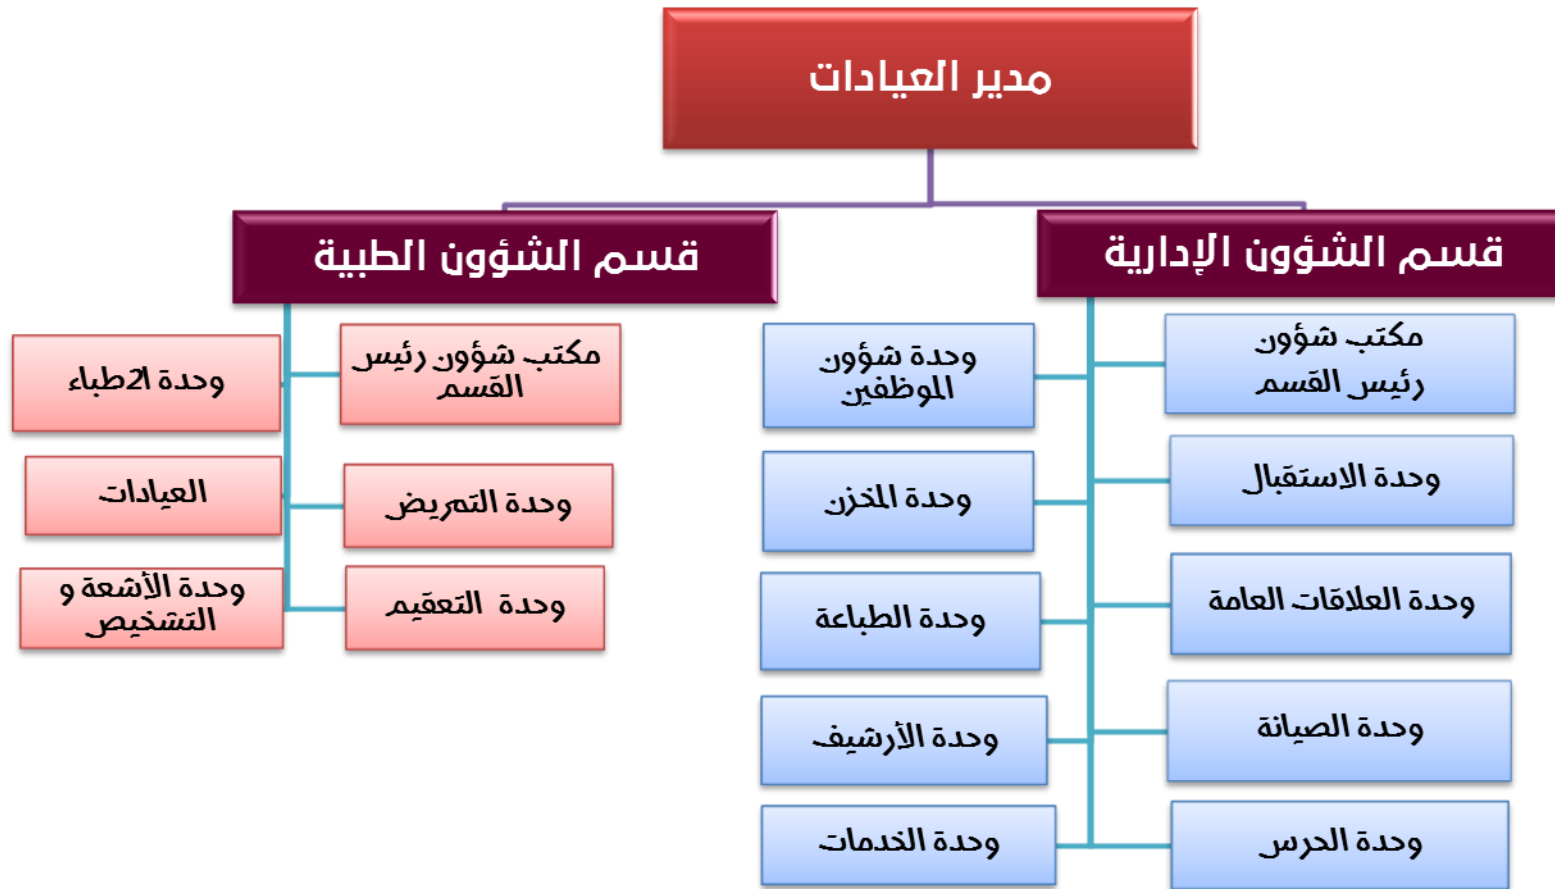 مدير العيادات
قسم الشؤون الإدارية
قسم الشؤون الطبية
مكتب شؤون
رئيس القسم
وحدة شؤون
الموظفين
وحدة الاستقبال
وحدة المخزن
وحدة العلاقات العامة
وحدة الطباعة
وحدة الصيانة
وحدة الأرشيف
وحدة الحرس
وحدة الخدمات
مكتب شؤون رئيس
القسم
وحدة 2اطباء
وحدة التمريض
العيادات
وحدة التعقيم
وحدة الأشعة و
التشخيص